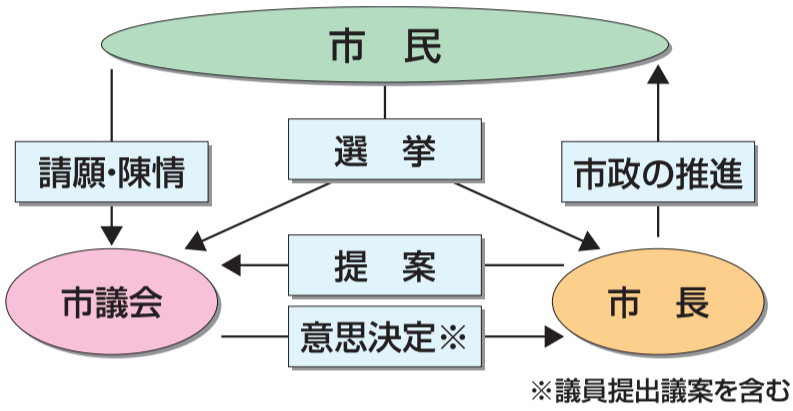 市 民
選 挙
請願・陳情
市政の推進
提 案
市議会
市 長
意思決定※
※議員提出議案を含む